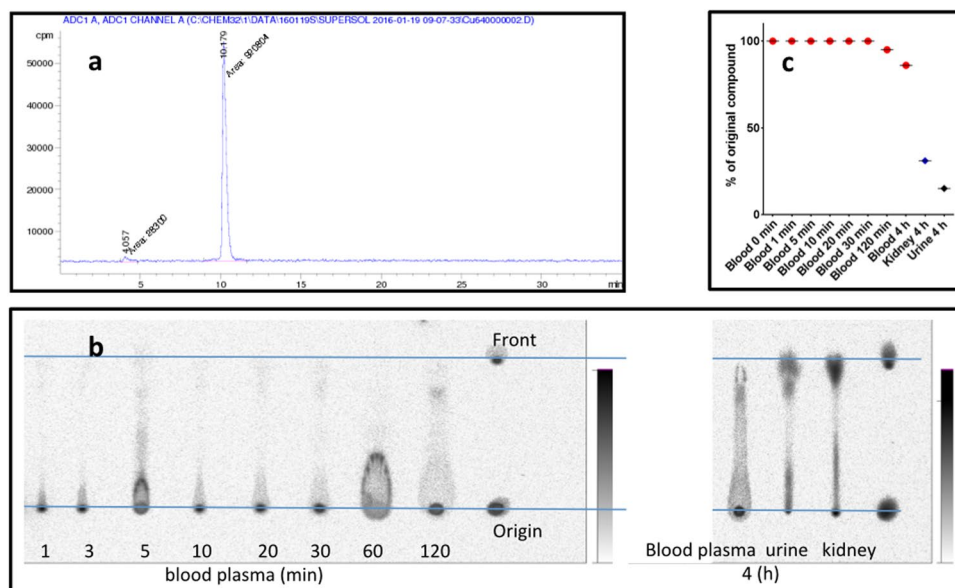 ADC1 A, ADC1 CHANNEL A (C:\CHEM32\1\DATA\160119S\SUPERSOL 2016-01-19 09-07-33\Cu640000002.D)
cpm
a
50000
40000
30000
20000
10000
4.057
Area: 28300
10.179
5
10
15
20
25
30
min
c
% of original compound
100
50
0
Blood 0 min
Blood 1 min
Blood 5 min
Blood 10 min
Blood 20 min
Blood 30 min
Blood 120 min
Blood 4 h
Kidney 4 h
Urine 4 h
b
Front
Origin
1 3 5 10 20 30 60 120
blood plasma (min)
Blood plasma urine kidney
4 (h)